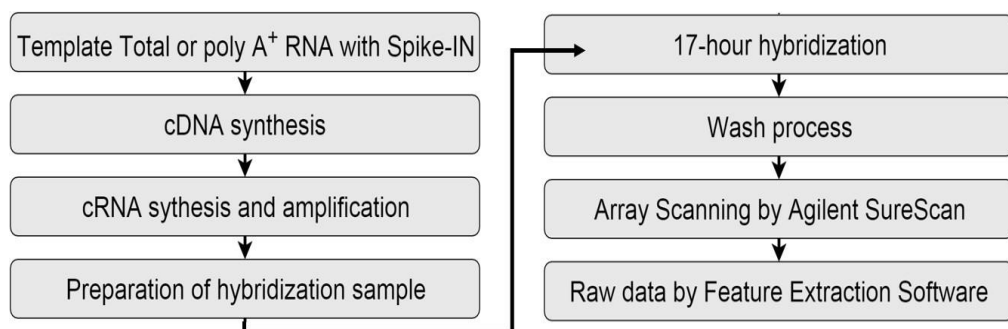 Template Total or poly A⁺ RNA with Spike-IN
cDNA synthesis
cRNA sythesis and amplification
Preparation of hybridization sample
17-hour hybridization
Wash process
Array Scanning by Agilent SureScan
Raw data by Feature Extraction Software